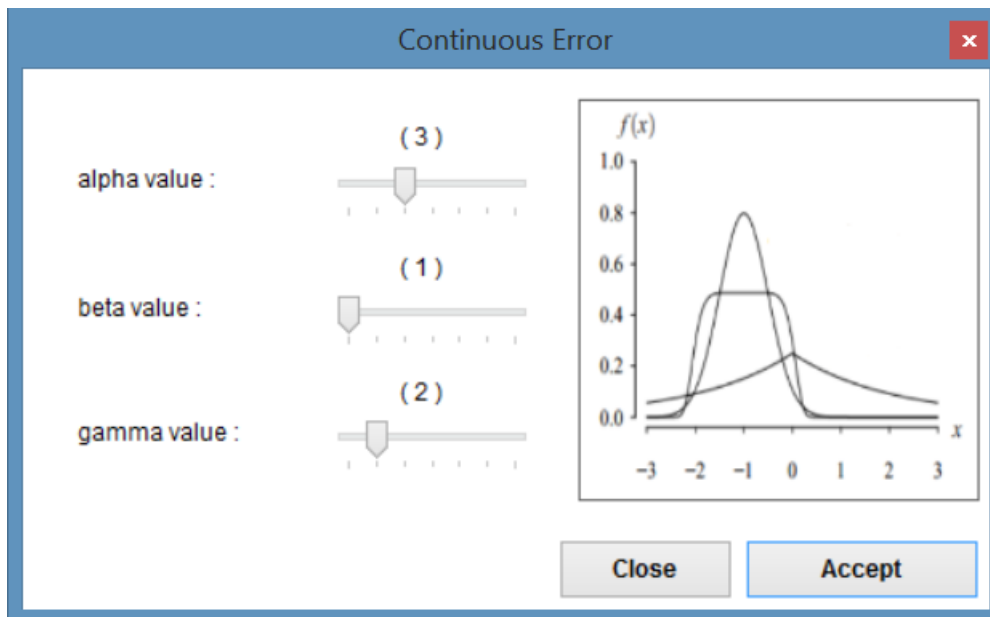 Continuous Error
x
( 3 )
alpha value :
( 1 )
beta value :
( 2 )
gamma value :
f(x)
1.0
0.8
0.6
0.4
0.2
0.0
x
−3 −2 −1 0 1 2 3
Close Accept